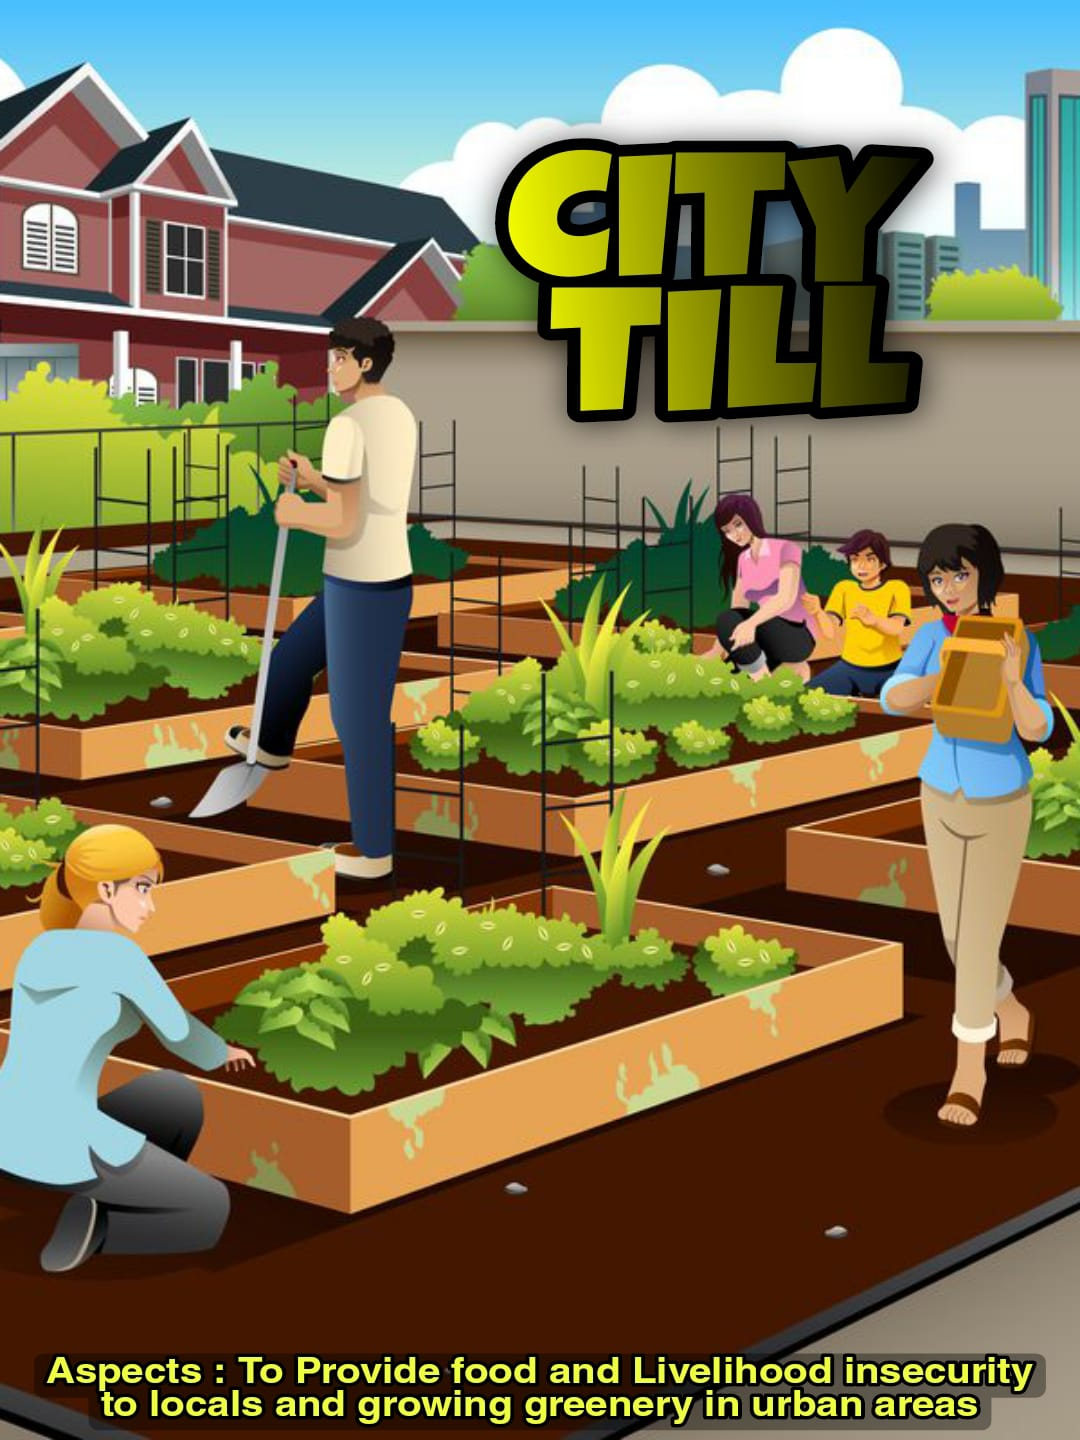 CITY
TILL
Aspects : To Provide food and Livelihood insecurity
to locals and growing greenery in urban areas